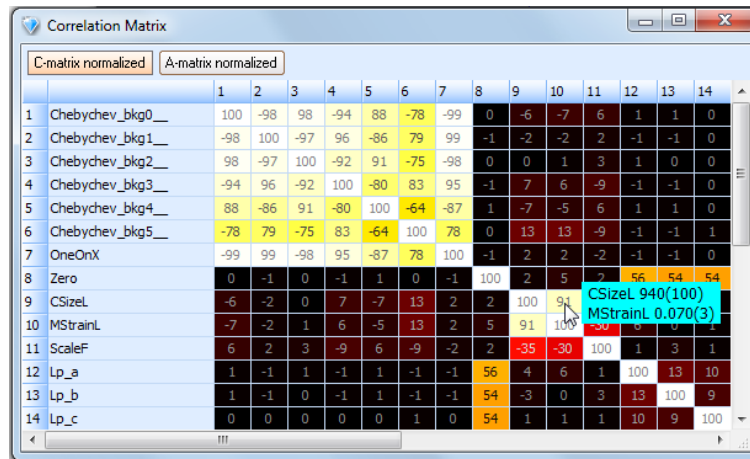 Correlation Matrix
C-matrix normalized A-matrix normalized
1 2 3 4 5 6 7 8 9 10 11 12 13 14
1 Chebychev_bkg0__ 100 -98 98 -94 88 -78 -99 0 -6 -7 6 1 1 0
2 Chebychev_bkg1__ -98 100 -97 96 -86 79 99 -1 -2 -2 2 -1 -1 0
3 Chebychev_bkg2__ 98 -97 100 -92 91 -75 -98 0 0 1 3 1 0 0
4 Chebychev_bkg3__ -94 96 -92 100 -80 83 95 -1 7 6 -9 -1 -1 0
5 Chebychev_bkg4__ 88 -86 91 -80 100 -64 -87 1 -7 -5 6 1 1 0
6 Chebychev_bkg5__ -78 79 -75 83 -64 100 78 0 13 13 -9 -1 -1 1
7 OneOnX -99 99 -98 95 -87 78 100 -1 2 2 -2 -1 -1 0
8 Zero 0 -1 0 -1 1 0 -1 100 2 5 2 56 54 54
9 CSizeL -6 -2 0 7 -7 13 2 2 100 91 CSizeL 940(100)
10 MStrainL -7 -2 1 6 -5 13 2 5 91 100 -30 6 0 1 MStrainL 0.070(3)
11 ScaleF 6 2 3 -9 6 -9 -2 2 -35 -30 100 1 3 1
12 Lp_a 1 -1 1 -1 1 -1 -1 56 4 6 1 100 13 10
13 Lp_b 1 -1 0 -1 1 -1 -1 54 -3 0 3 13 100 9
14 Lp_c 0 0 0 0 0 1 0 54 1 1 1 10 9 100